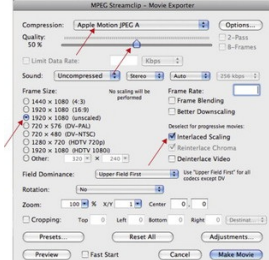 MPEG Streamclip - Movie Exporter
Compression: Apple Motion JPEG A Options...
Quality: 2-Pass
50 % B-Frames
Limit Data Rate: Kbps
Sound: Uncompressed Stereo Auto 256 kbps
Frame Size: No scaling will be performed Frame Rate:
1440 x 1080 (4:3) Frame Blending
1920 x 1080 (16:9) Better Downscaling
1920 x 1080 (unscaled)
720 x 576 (DV-PAL) Deselect for progressive movies:
720 x 480 (DV-NTSC) Interlaced Scaling
1280 x 720 (HDTV 720p) Reinterlace Chroma
1920 x 1080 (HDTV 1080i)
Other: 320 x 240 Deinterlace Video
Field Dominance: Upper Field First Use "Upper Field First" for all codecs except DV
Rotation: No
Zoom: 100 % X/Y 1 Center 0 , 0
Cropping: Top 0 Left 0 Bottom 0 Right 0 Destinat...
Presets... Reset All Adjustments...
Preview Fast Start Cancel Make Movie